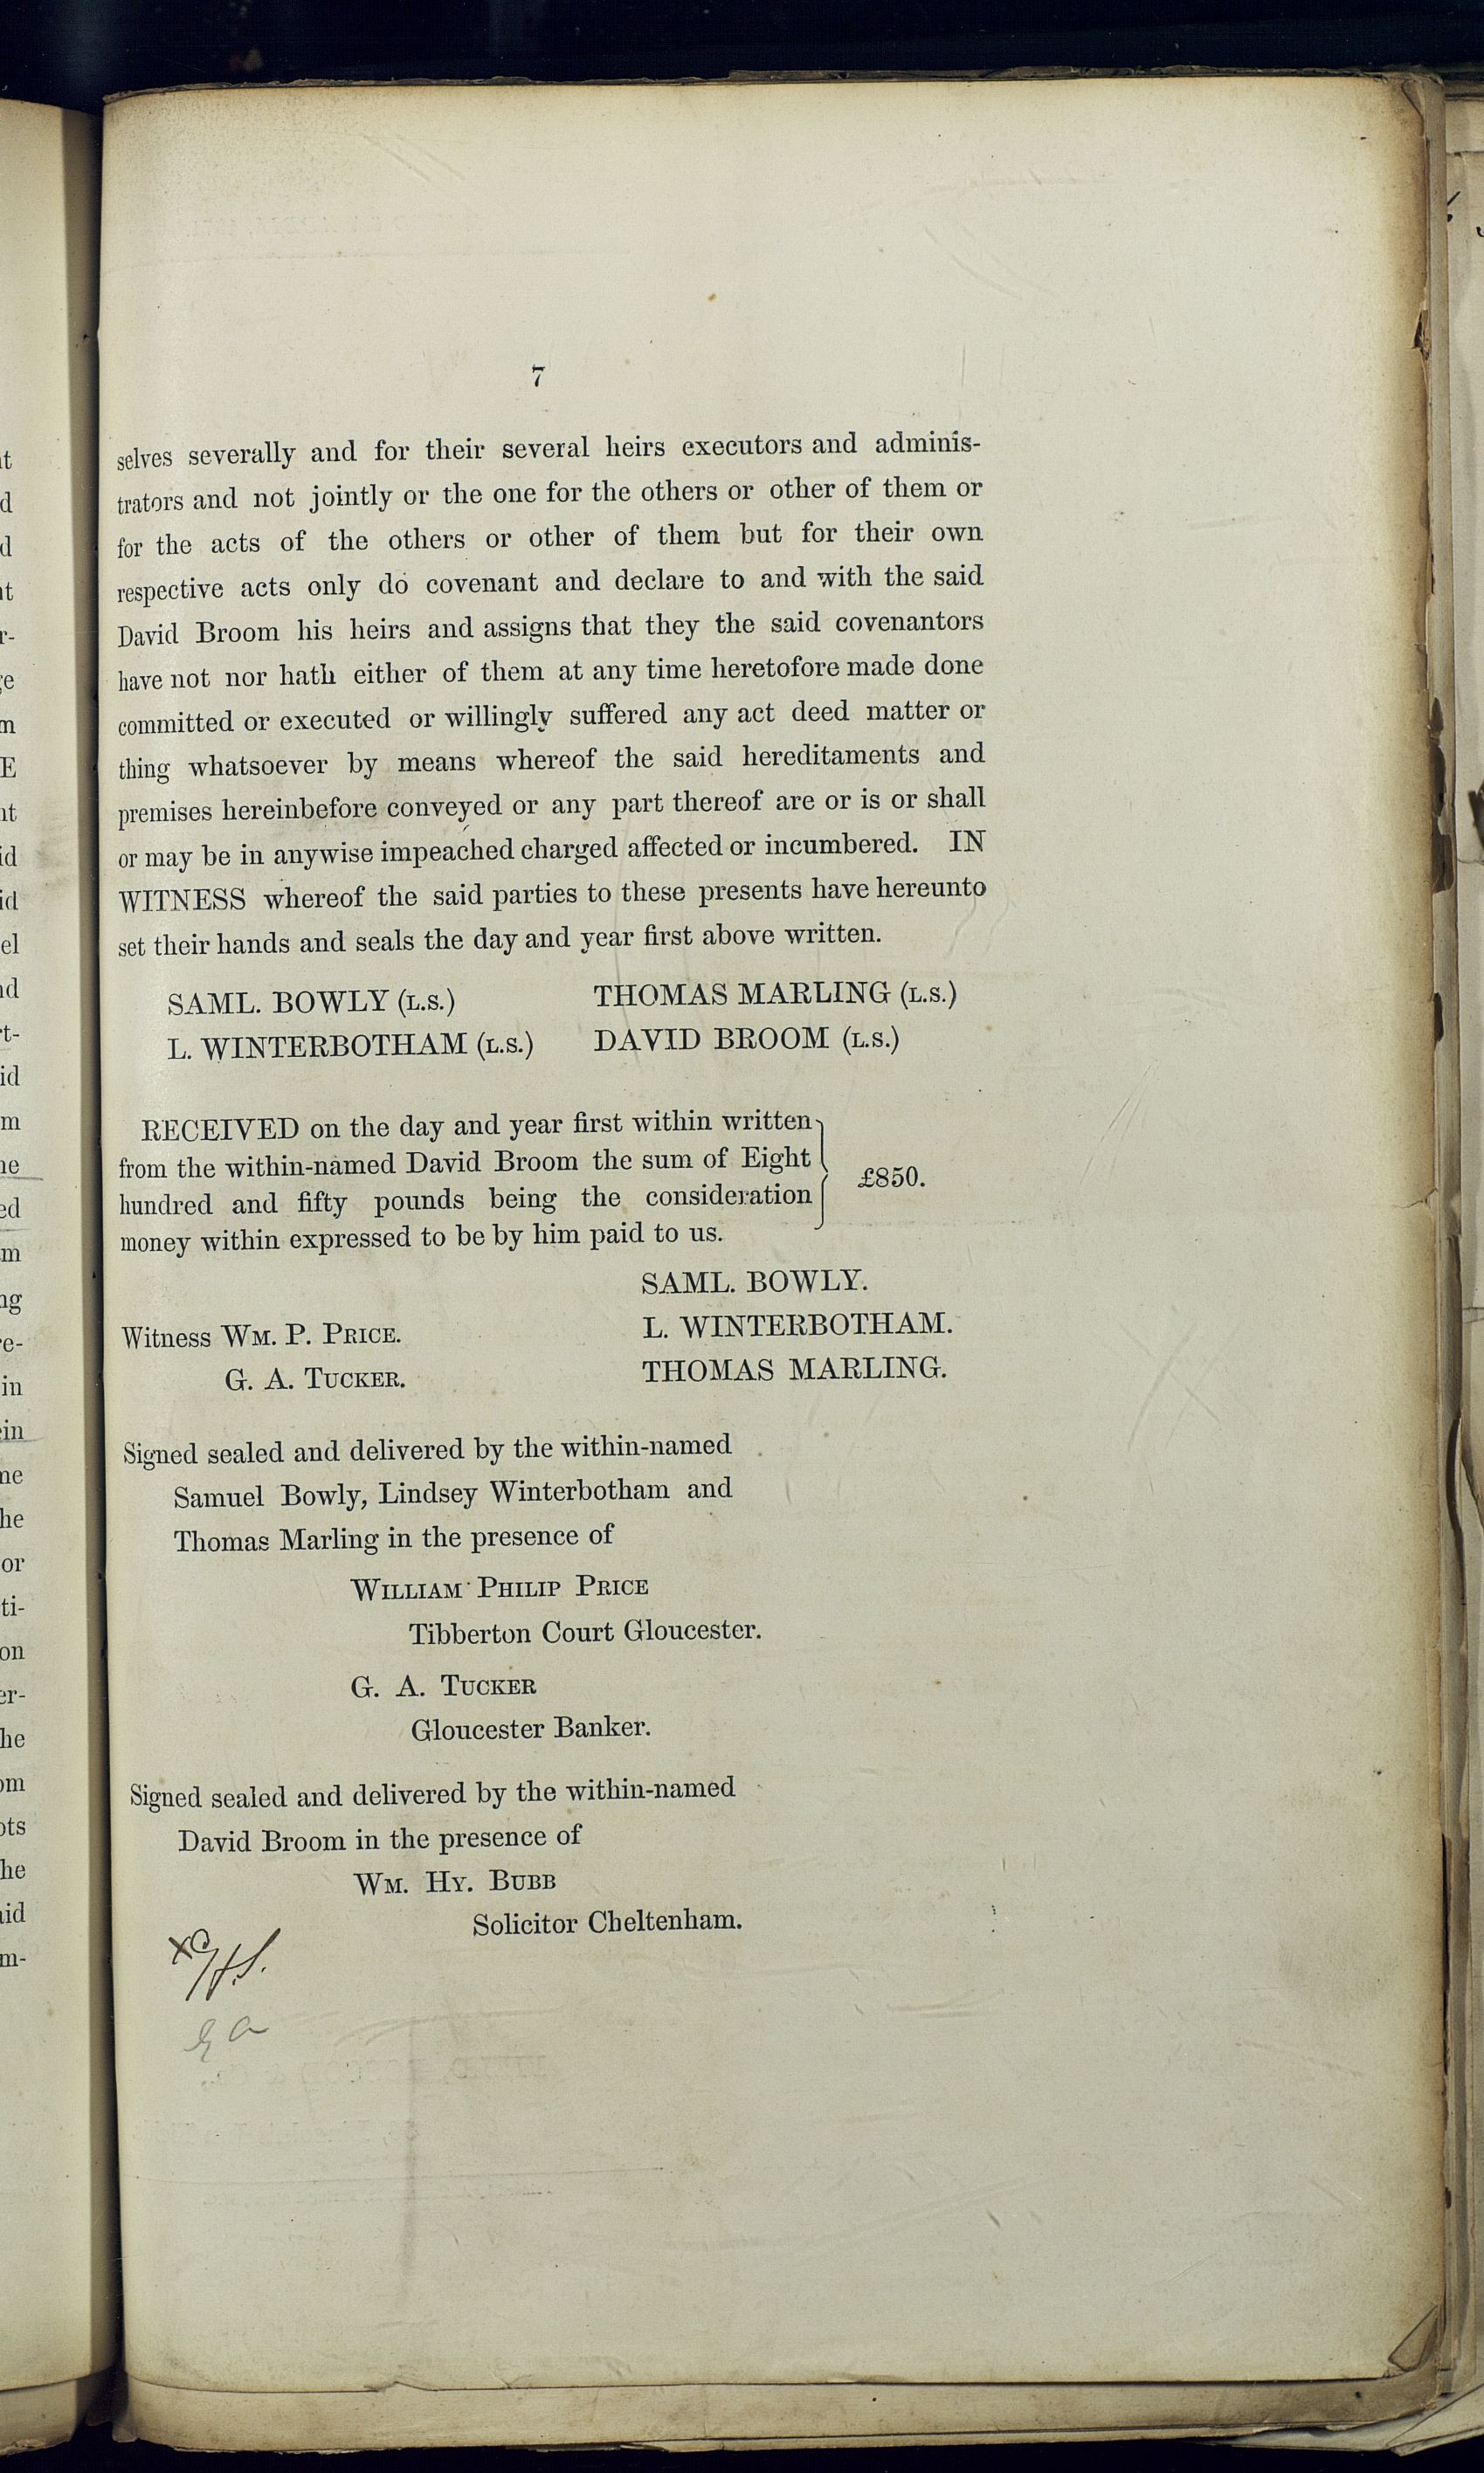 7
selves severally and for their several heirs executors and adminis-
trators and not jointly or the one for the others or other of them or
for the acts of the others or other of them but for their own
respective acts only do covenant and declare to and with the said
David Broom his heirs and assigns that they the said covenantors
have not nor hath either of them at any time heretofore made done
committed or executed or willingly suffered any act deed matter or
thing whatsoever by means whereof the said hereditaments and
premises hereinbefore conveyed or any part thereof are or is or shall
or may be in anywise impeached charged affected or incumbered. IN
WITNESS whereof the said parties to these presents have hereunto
set their hands and seals the day and year first above written.
SAML. BOWLY (L.S.) THOMAS MARLING (L.S.)
L. WINTERBOTHAM (L.S.) DAVID BROOM (L.S.)
RECEIVED on the day and year first within written
from the within-named David Broom the sum of Eight
hundred and fifty pounds being the consideration
money within expressed to be by him paid to us.
£850.
SAML. BOWLY.
L. WINTERBOTHAM.
THOMAS MARLING.
Witness WM. P. PRICE.
G. A. TUCKER.
Signed sealed and delivered by the within-named
Samuel Bowly, Lindsey Winterbotham and
Thomas Marling in the presence of
WILLIAM PHILIP PRICE
Tibberton Court Gloucester.
G. A. TUCKER
Gloucester Banker.
Signed sealed and delivered by the within-named
David Broom in the presence of
WM. HY. BUBB
Solicitor Cheltenham.